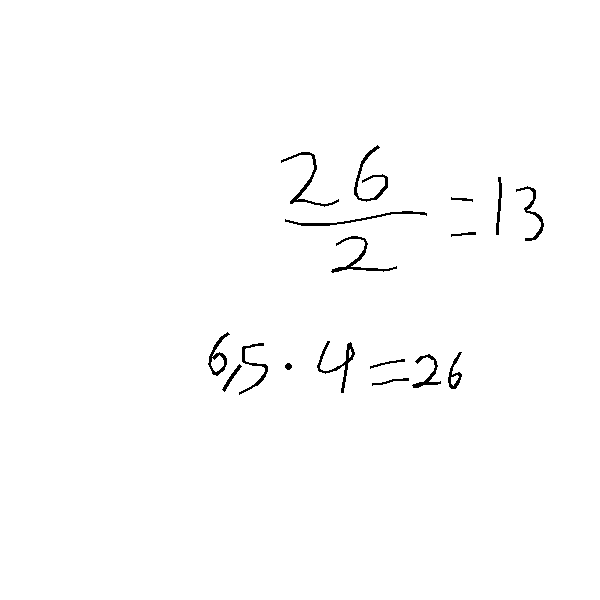 26/2 = 13
6,5 · 4 = 26